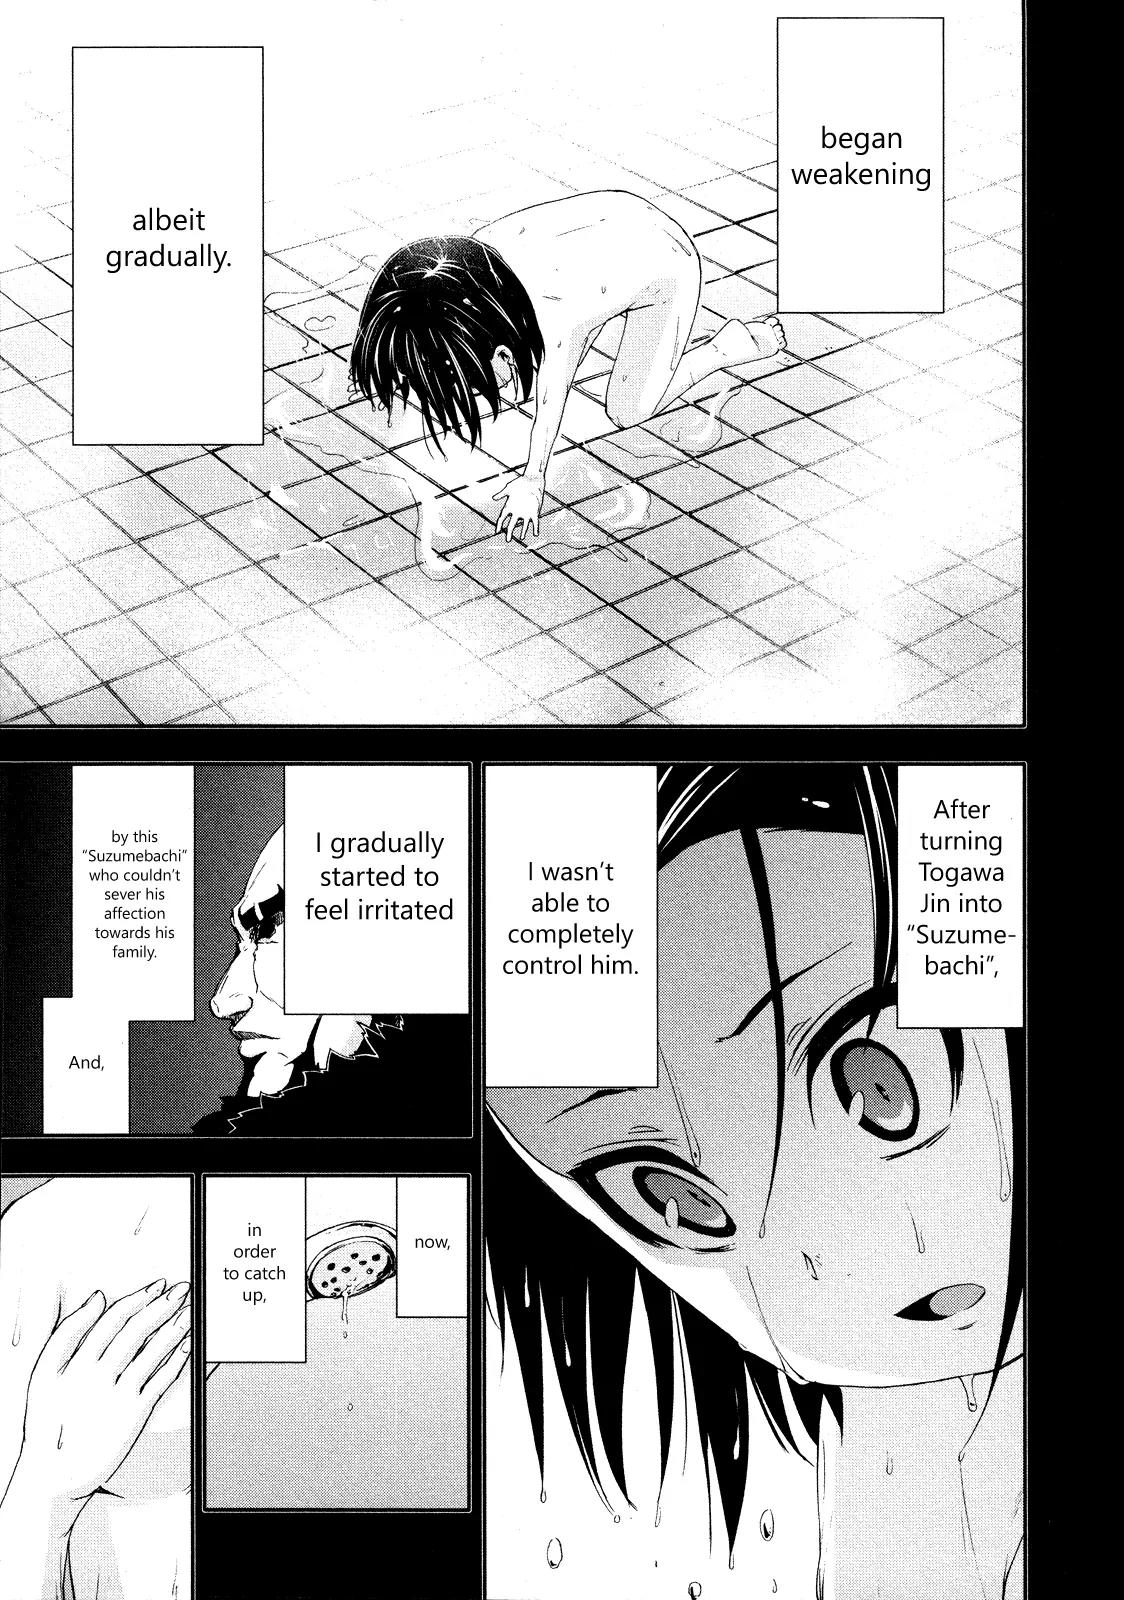 began
weakening
albeit
gradually.
After
turning
Togawa
Jin into
“Suzume-
bachi”,
I wasn’t
able to
completely
control him.
I gradually
started to
feel irritated
by this
“Suzumebachi”
who couldn’t
sever his
affection
towards his
family.
And,
now,
in
order
to catch
up,